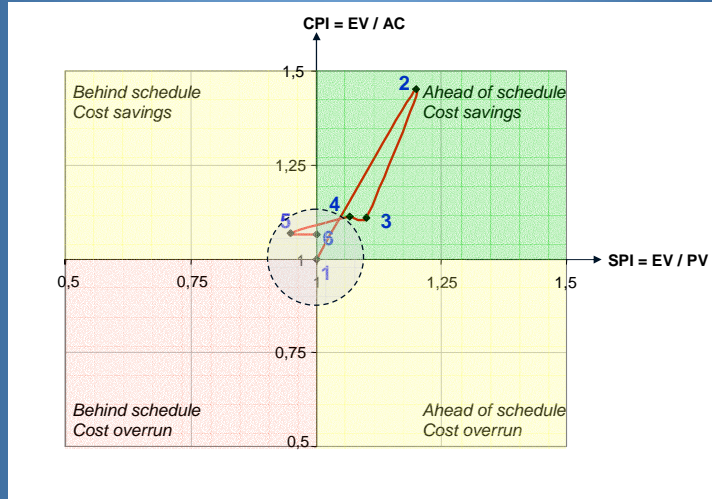 CPI = EV / AC
1,5
Behind schedule
Cost savings
2
Ahead of schedule
Cost savings
1,25
5
4
3
6
1
SPI = EV / PV
1
0,5
0,75
1
1,25
1,5
0,75
Behind schedule
Cost overrun
Ahead of schedule
Cost overrun
0,5